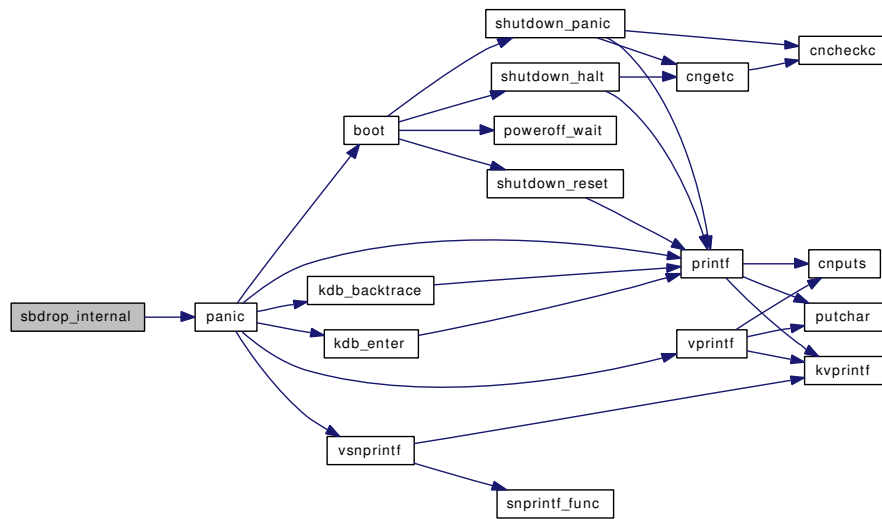 shutdown_panic
cncheckc
shutdown_halt
cngetc
boot
poweroff_wait
shutdown_reset
printf
cnputs
kdb_backtrace
sbdrop_internal
panic
putchar
kdb_enter
vprintf
kvprintf
vsnprintf
snprintf_func